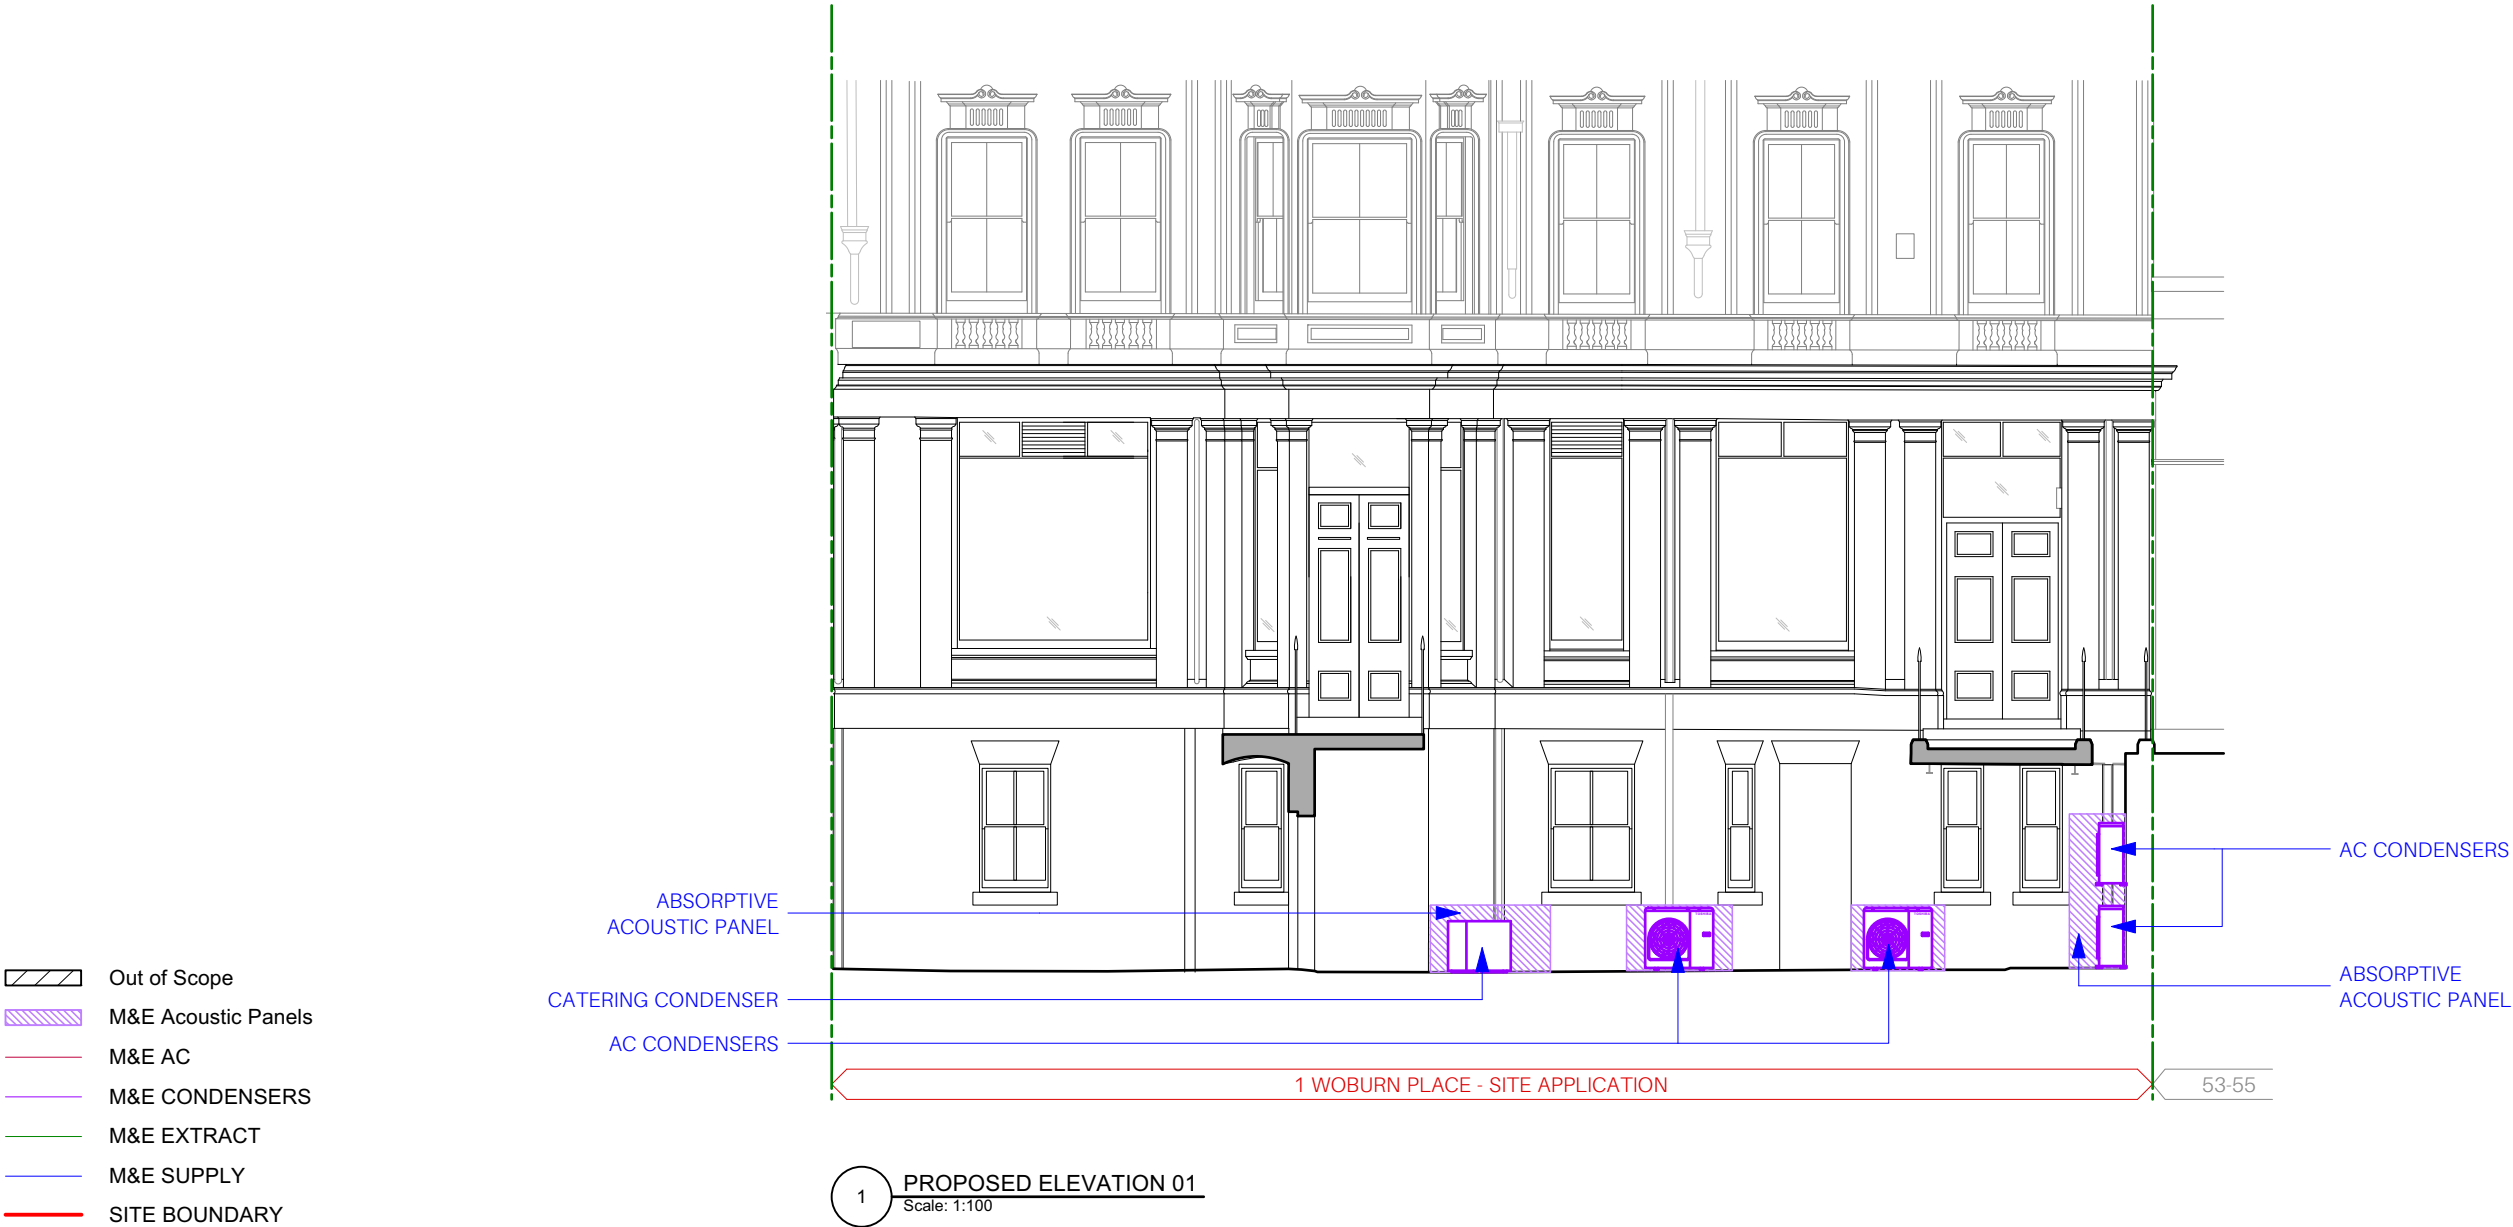 ABSORPTIVE
ACOUSTIC PANEL
CATERING CONDENSER
AC CONDENSERS
AC CONDENSERS
ABSORPTIVE
ACOUSTIC PANEL
Out of Scope
M&E Acoustic Panels
M&E AC
M&E CONDENSERS
M&E EXTRACT
M&E SUPPLY
SITE BOUNDARY
1 WOBURN PLACE - SITE APPLICATION
53-55
1
PROPOSED ELEVATION 01
Scale: 1:100